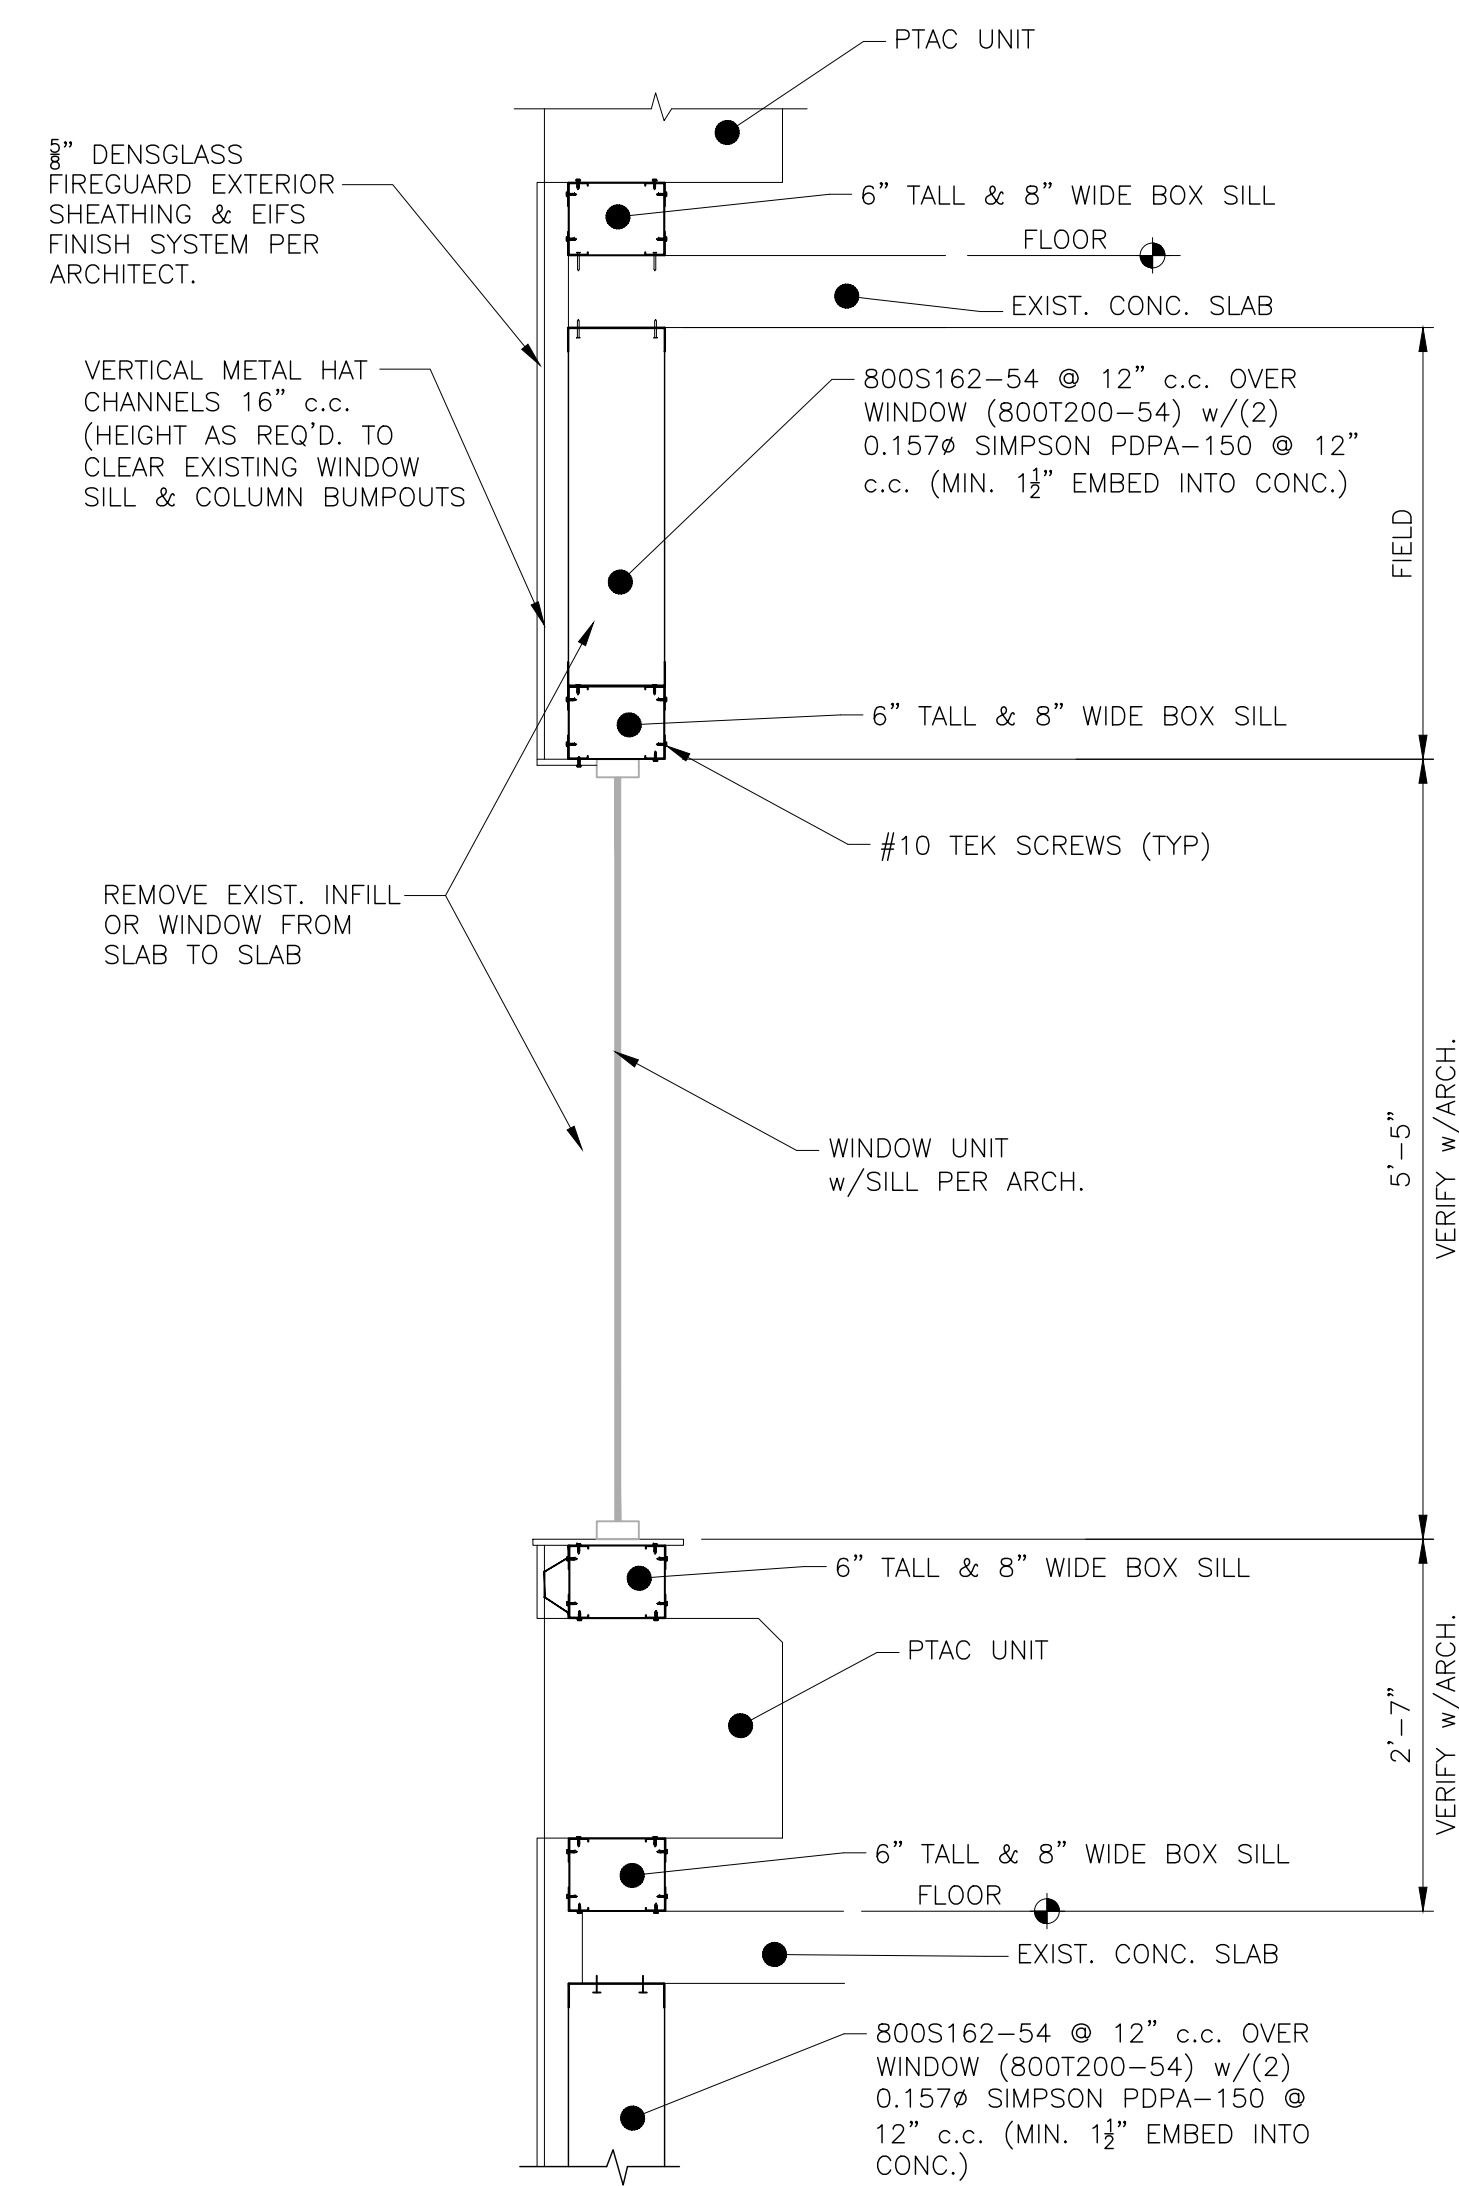 PTAC UNIT
⅝” DENSGLASS
FIREGUARD EXTERIOR
SHEATHING & EIFS
FINISH SYSTEM PER
ARCHITECT.
6” TALL & 8” WIDE BOX SILL
FLOOR
EXIST. CONC. SLAB
VERTICAL METAL HAT
CHANNELS 16” c.c.
(HEIGHT AS REQ’D. TO
CLEAR EXISTING WINDOW
SILL & COLUMN BUMPOUTS
800S162–54 @ 12” c.c. OVER
WINDOW (800T200–54) w/(2)
0.157ø SIMPSON PDPA–150 @ 12”
c.c. (MIN. 1½” EMBED INTO CONC.)
FIELD
6” TALL & 8” WIDE BOX SILL
#10 TEK SCREWS (TYP)
REMOVE EXIST. INFILL
OR WINDOW FROM
SLAB TO SLAB
WINDOW UNIT
w/SILL PER ARCH.
5’–5”
VERIFY w/ARCH.
6” TALL & 8” WIDE BOX SILL
PTAC UNIT
2’–7”
VERIFY w/ARCH.
6” TALL & 8” WIDE BOX SILL
FLOOR
EXIST. CONC. SLAB
800S162–54 @ 12” c.c. OVER
WINDOW (800T200–54) w/(2)
0.157ø SIMPSON PDPA–150 @
12” c.c. (MIN. 1½” EMBED INTO
CONC.)